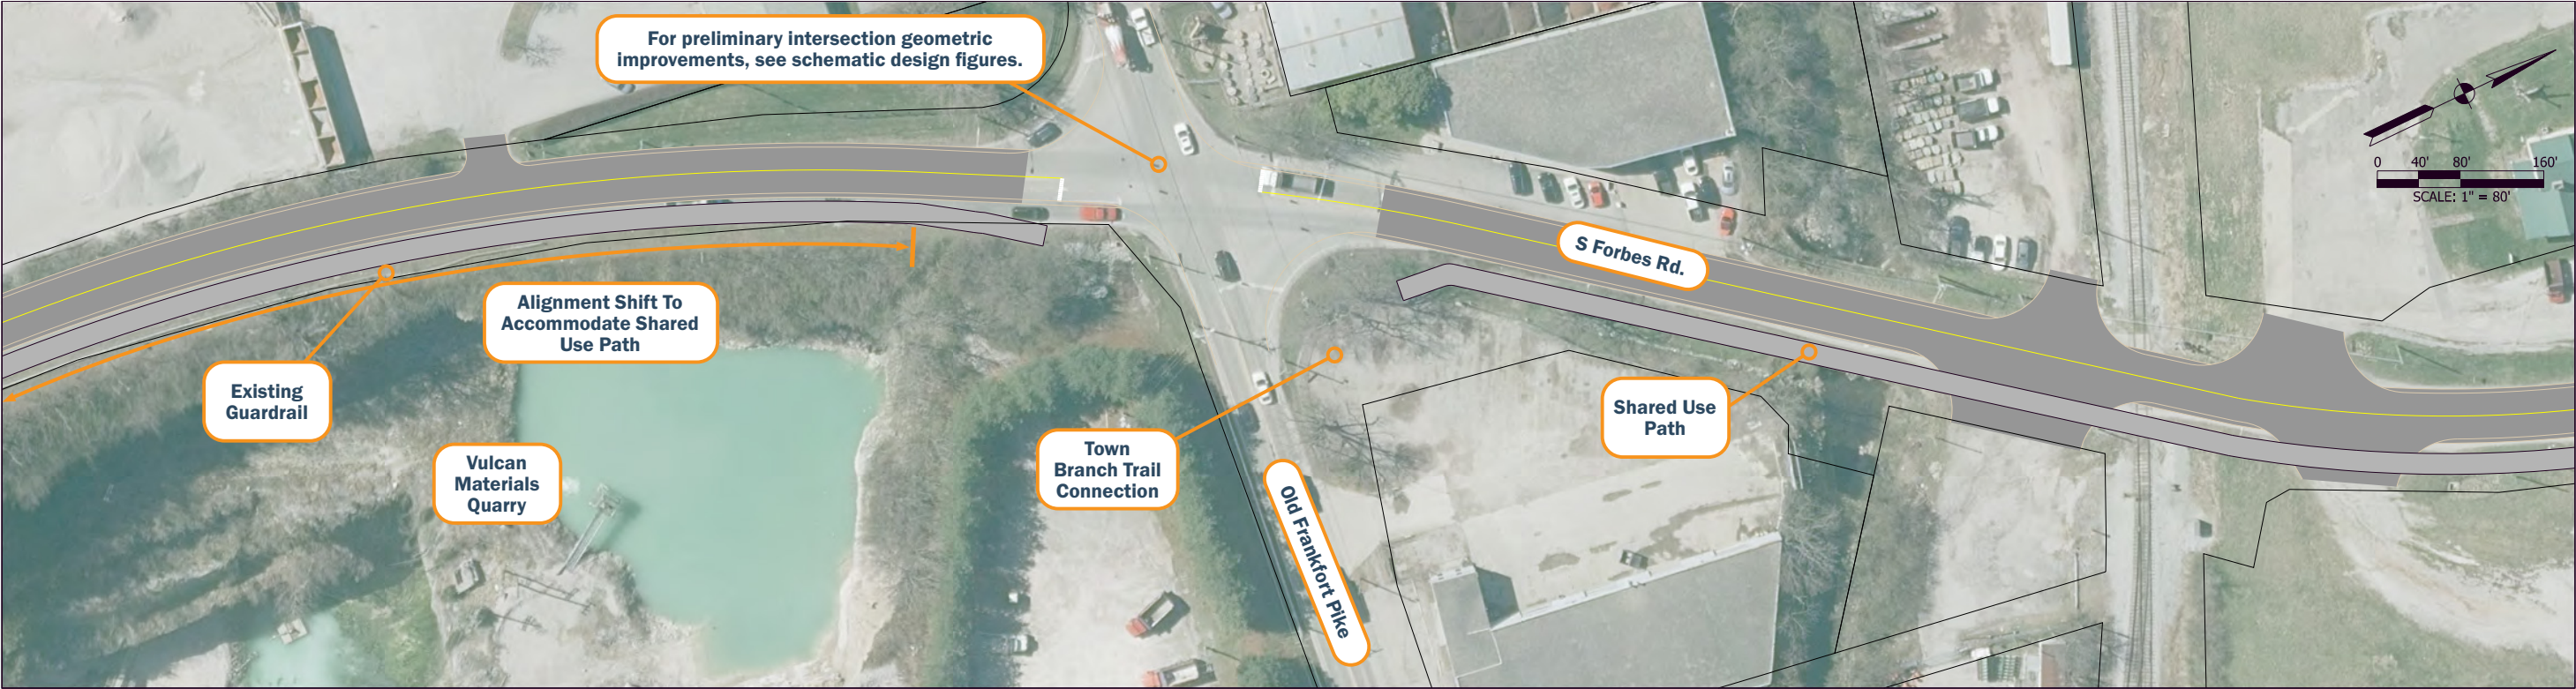 For preliminary intersection geometric
improvements, see schematic design figures.
0 40' 80' 160'
SCALE: 1" = 80'
S Forbes Rd.
Alignment Shift To
Accommodate Shared
Use Path
Existing
Guardrail
Shared Use
Path
Town
Branch Trail
Connection
Vulcan
Materials
Quarry
Old Frankfort Pike